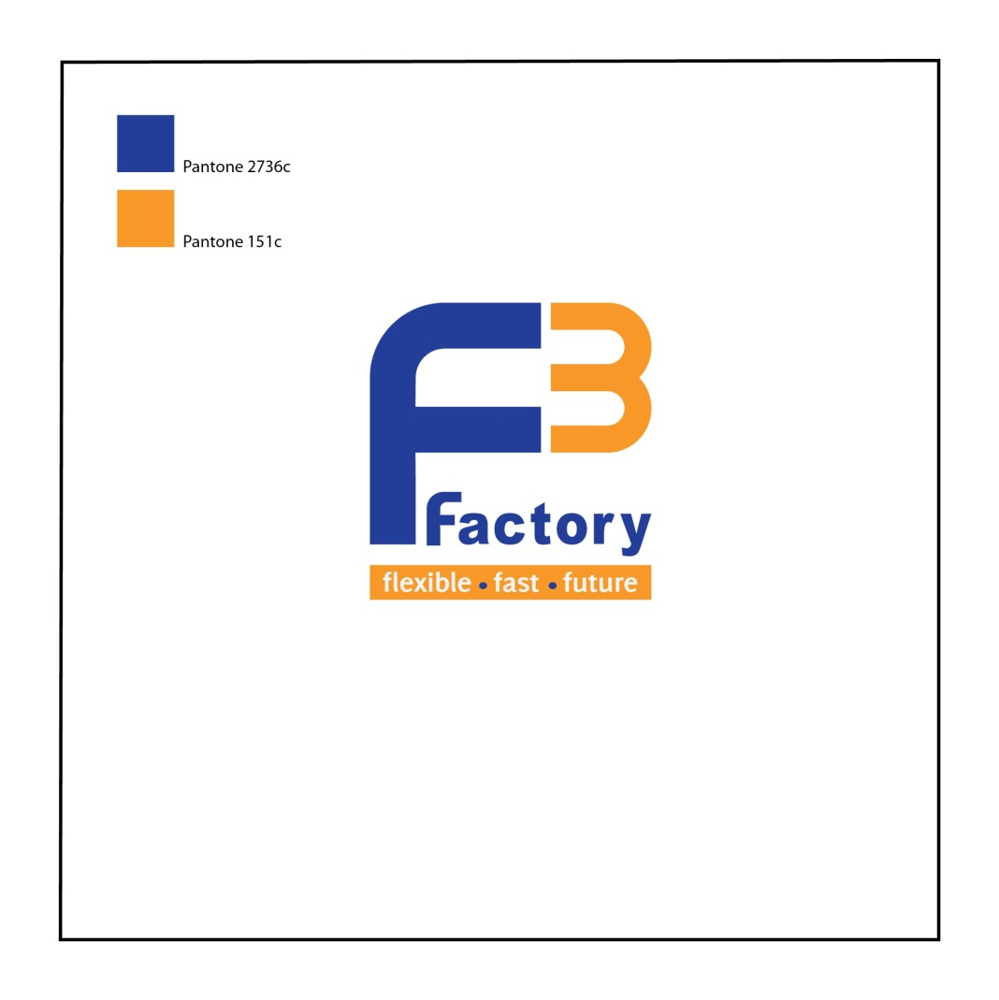 Pantone 2736c
Pantone 151c
F3
Factory
flexible • fast • future